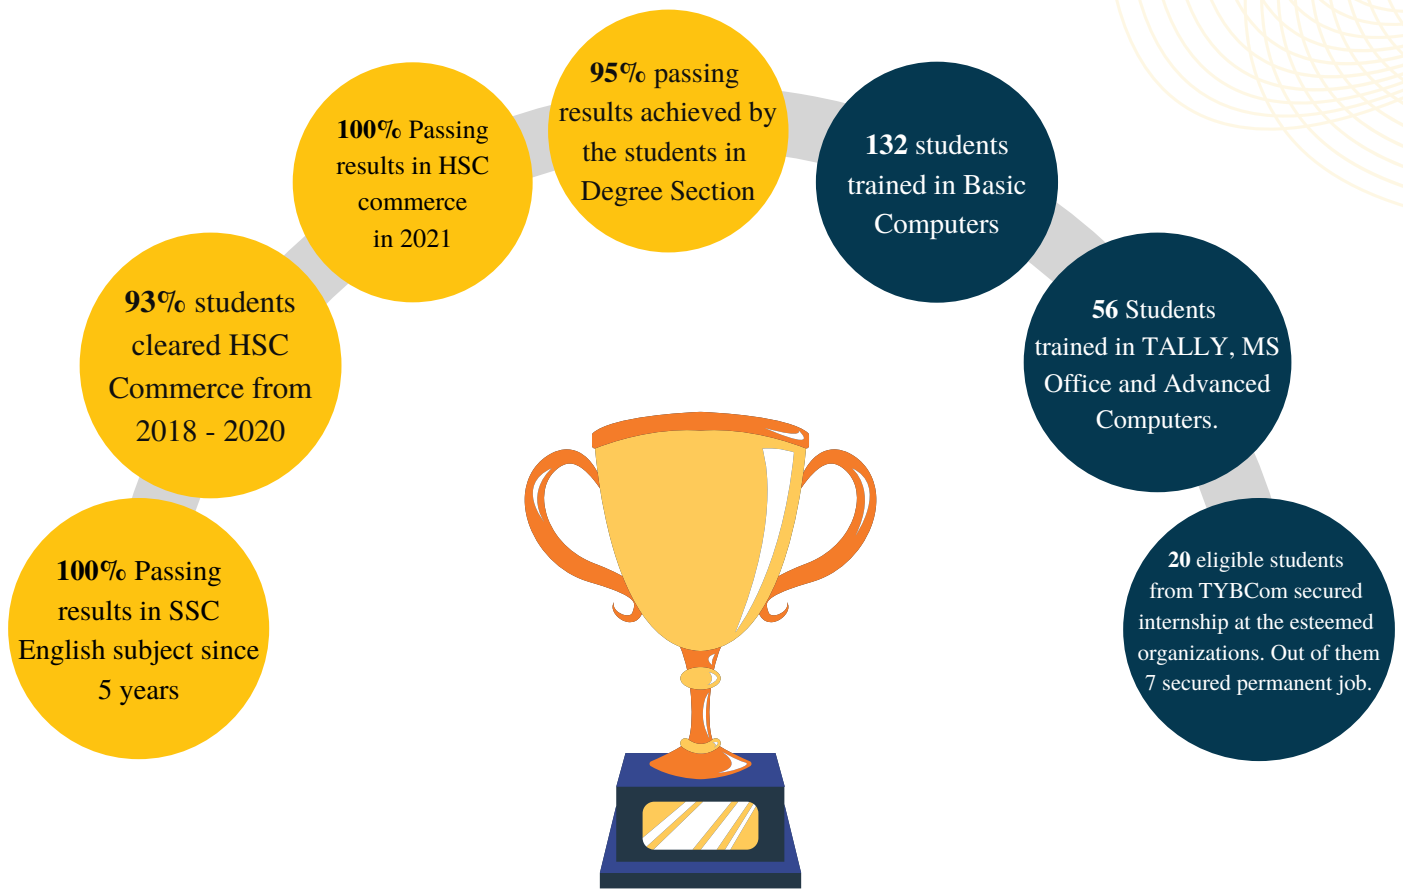 100% Passing
results in SSC
English subject since
5 years
93% students
cleared HSC
Commerce from
2018 - 2020
100% Passing
results in HSC
commerce
in 2021
95% passing
results achieved by
the students in
Degree Section
132 students
trained in Basic
Computers
56 Students
trained in TALLY, MS
Office and Advanced
Computers.
20 eligible students
from TYBCom secured
internship at the esteemed
organizations. Out of them
7 secured permanent job.